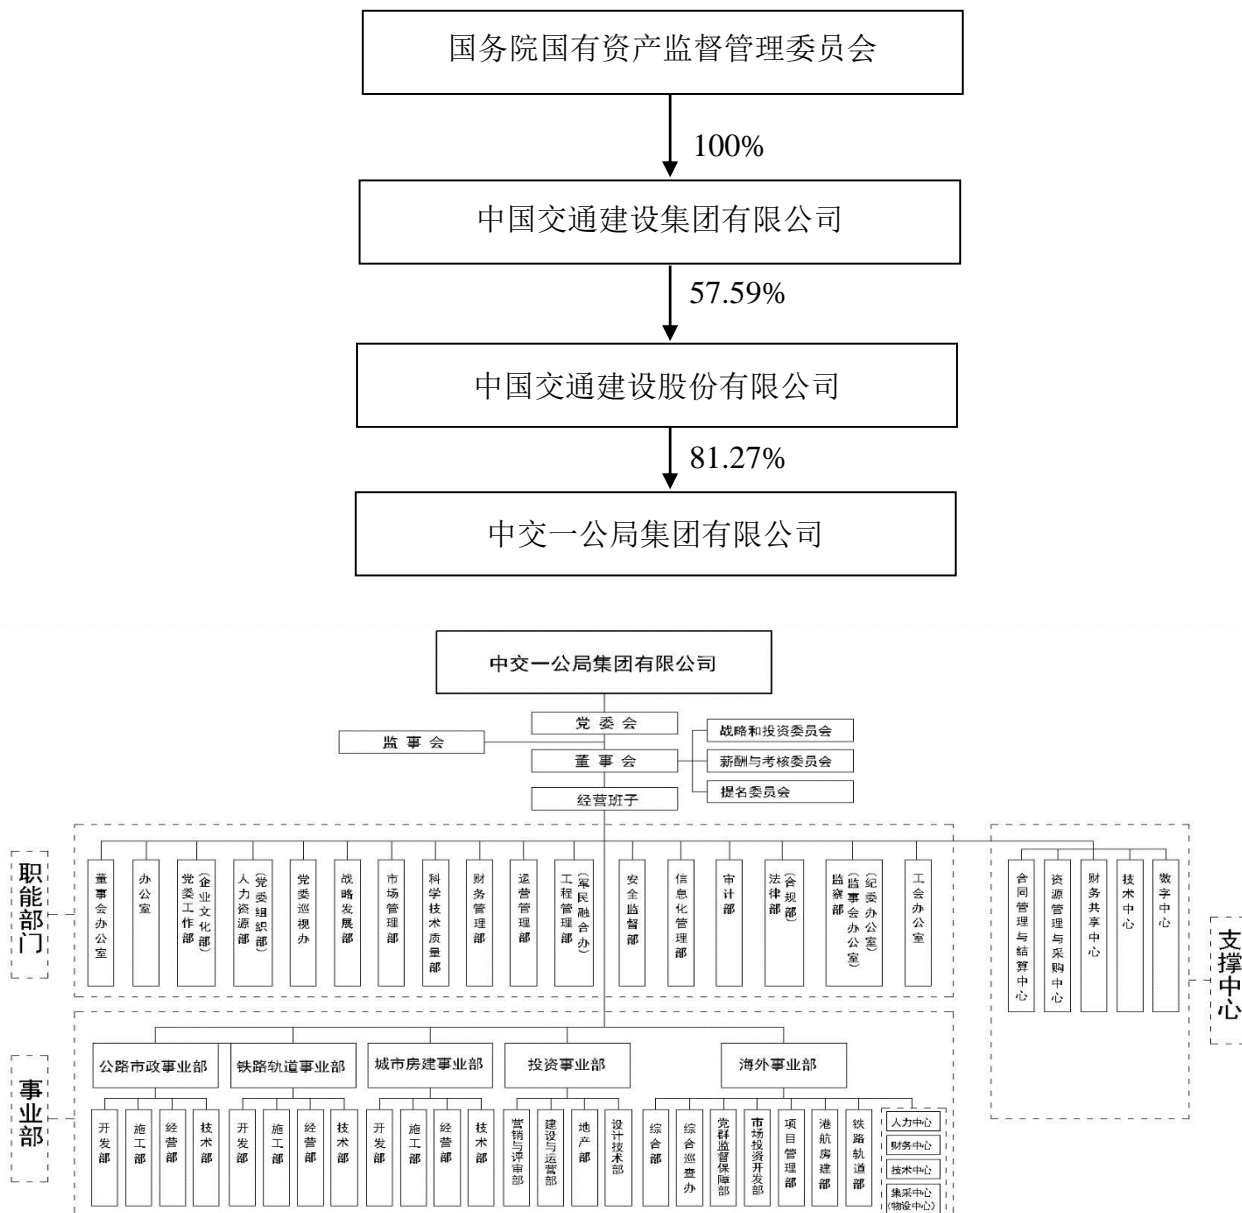 国务院国有资产监督管理委员会
100%
中国交通建设集团有限公司
57.59%
中国交通建设股份有限公司
81.27%
中交一公局集团有限公司
中交一公局集团有限公司
党委会
监事会
董事会
战略和投资委员会
薪酬与考核委员会
提名委员会
经营班子
职能部门
董事会办公室
办公室
党委工作部
(企业文化部)
人力资源部
(党委组织部)
党委巡视办
战略发展部
市场管理部
科学技术质量部
财务管理部
运营管理部
工程管理部
(军民融合办)
安全监督部
信息化管理部
审计部
法律部
(合规部)
监察部
(监事会办公室)
(纪委办公室)
工会办公室
合同管理与结算中心
资源管理与采购中心
财务共享中心
技术中心
数字中心
支撑中心
事业部
公路市政事业部
铁路轨道事业部
城市房建事业部
投资事业部
海外事业部
开发部
施工部
经营部
技术部
开发部
施工部
经营部
技术部
开发部
施工部
经营部
技术部
营销与评审部
建设与运营部
地产部
设计技术部
综合部
综合巡查办
党群监督保障部
市场投资开发部
项目管理部
港航房建部
铁路轨道部
人力中心
财务中心
技术中心
集采中心
(物设中心)